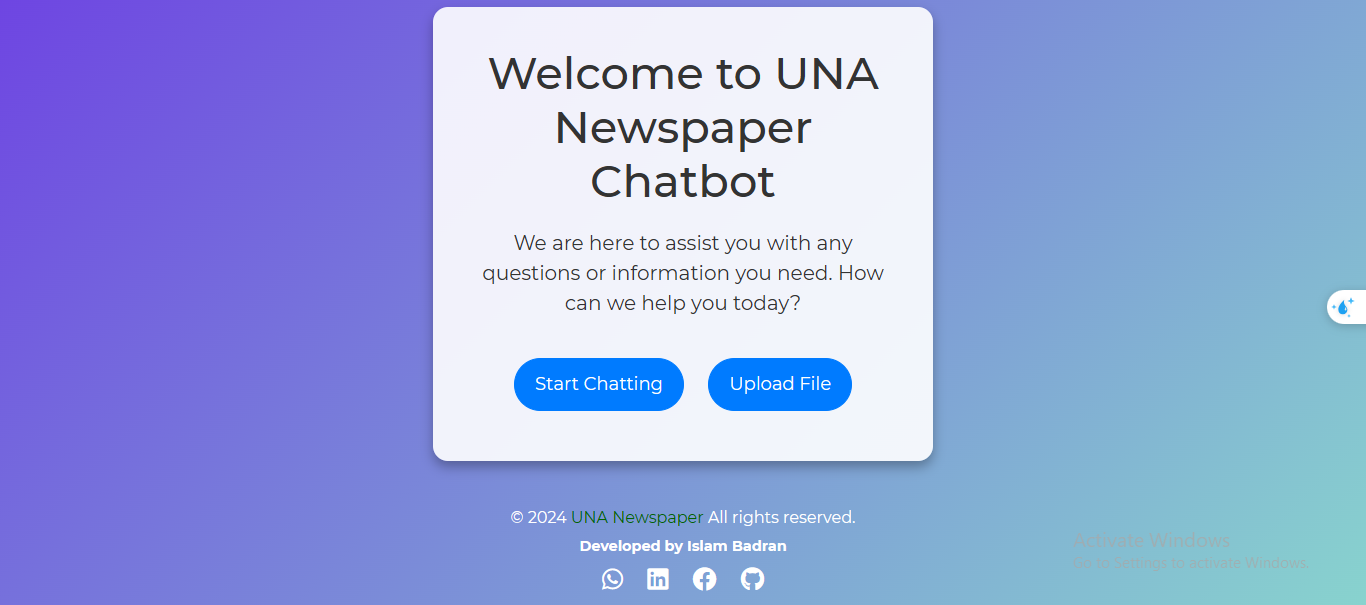 Welcome to UNA
Newspaper
Chatbot
We are here to assist you with any
questions or information you need. How
can we help you today?
Start Chatting
Upload File
© 2024 UNA Newspaper All rights reserved.
Developed by Islam Badran
Activate Windows
Go to Settings to activate Windows.